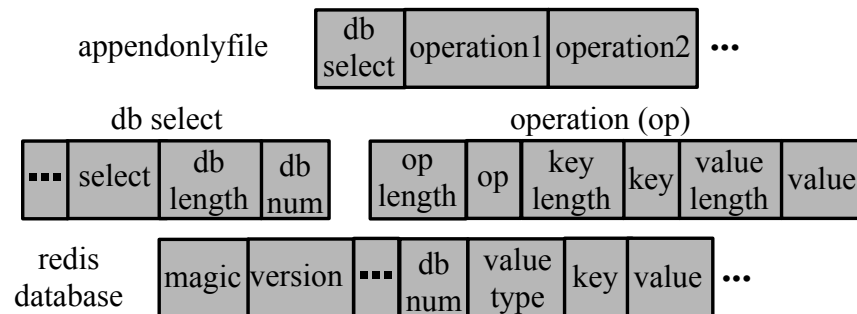 appendonlyfile db select operation1 operation2 ...
db select operation (op)
... select db length db num op length op key length key value length value
redis database magic version ... db num value type key value ...